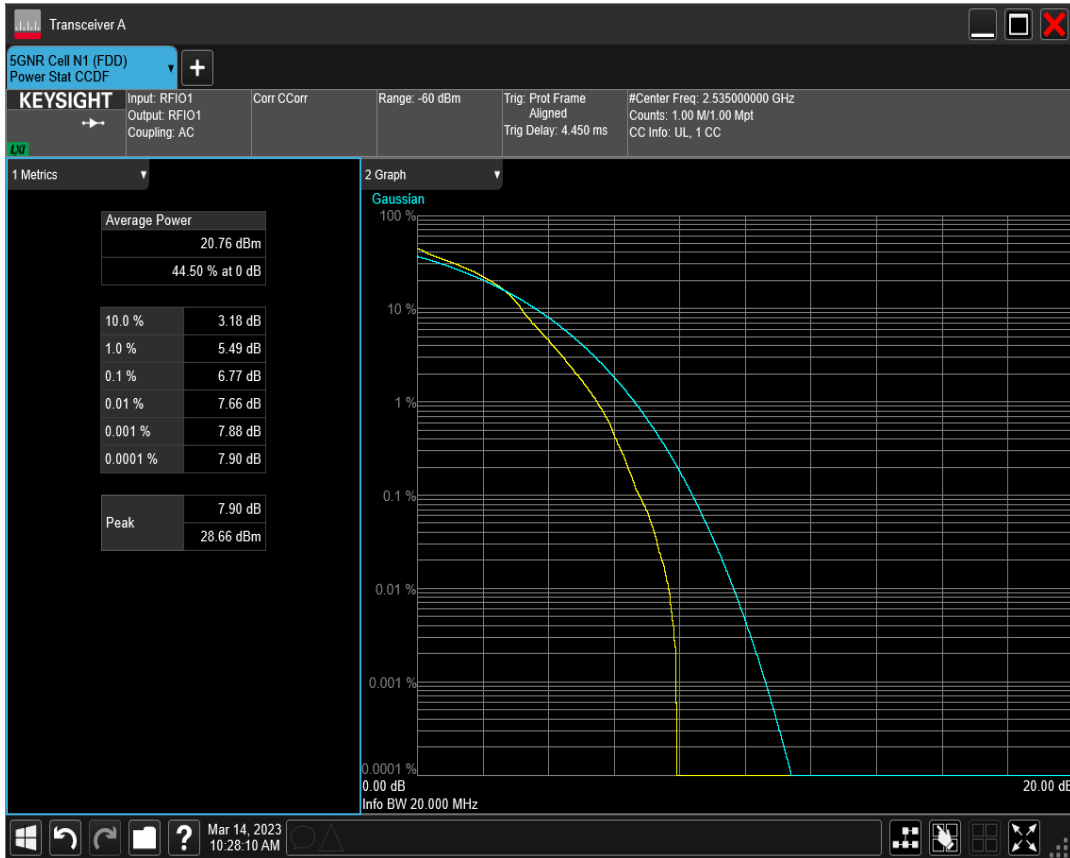 Transceiver A
5GNR Cell N1 (FDD)
Power Stat CCDF
KEYSIGHT
LXI
Input: RFIO1
Output: RFIO1
Coupling: AC
Corr CCorr
Range: -60 dBm
Trig: Prot Frame
Aligned
Trig Delay: 4.450 ms
#Center Freq: 2.535000000 GHz
Counts: 1.00 M/1.00 Mpt
CC Info: UL, 1 CC
1 Metrics
Average Power
20.76 dBm
44.50 % at 0 dB
10.0 % 3.18 dB
1.0 % 5.49 dB
0.1 % 6.77 dB
0.01 % 7.66 dB
0.001 % 7.88 dB
0.0001 % 7.90 dB
Peak
7.90 dB
28.66 dBm
2 Graph
Gaussian
100 %
10 %
1 %
0.1 %
0.01 %
0.001 %
0.0001 %
0.00 dB
20.00 dB
Info BW 20.000 MHz
?
Mar 14, 2023
10:28:10 AM